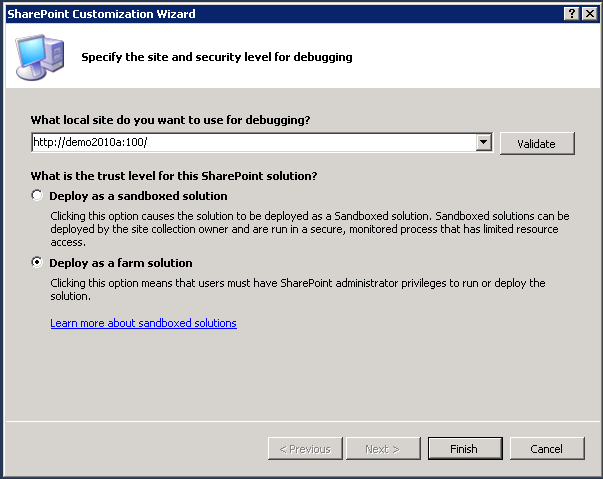 SharePoint Customization Wizard
Specify the site and security level for debugging
What local site do you want to use for debugging?
http://demo2010a:100/
Validate
What is the trust level for this SharePoint solution?
Deploy as a sandboxed solution
Clicking this option causes the solution to be deployed as a Sandboxed solution. Sandboxed solutions can be
deployed by the site collection owner and are run in a secure, monitored process that has limited resource
access.
Deploy as a farm solution
Clicking this option means that users must have SharePoint administrator privileges to run or deploy the
solution.
Learn more about sandboxed solutions
< Previous
Next >
Finish
Cancel